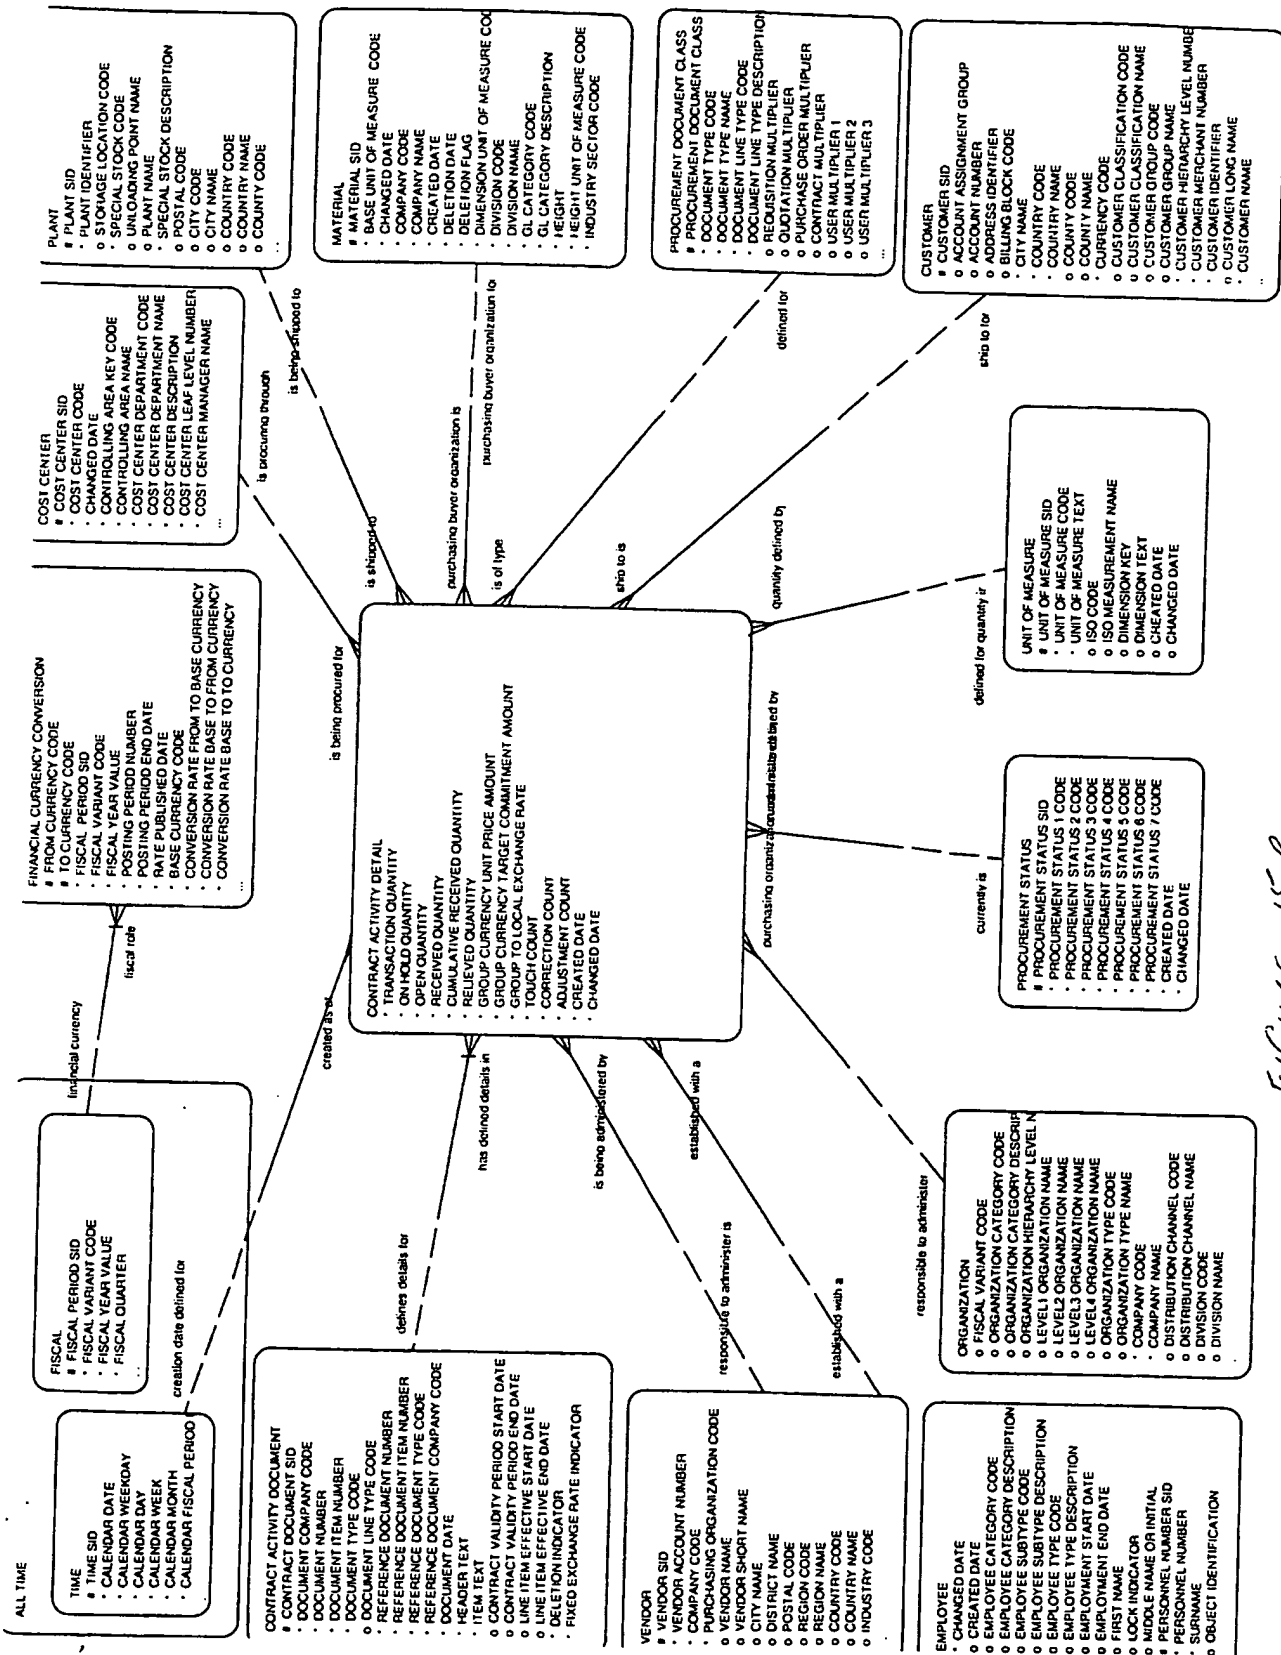 ALL TIME
TIME
# TIME SID
* CALENDAR DATE
* CALENDAR WEEKDAY
* CALENDAR DAY
* CALENDAR WEEK
* CALENDAR MONTH
* CALENDAR FISCAL PERIOD
FISCAL
# FISCAL PERIOD SID
* FISCAL VARIANT CODE
* FISCAL YEAR VALUE
* FISCAL QUARTER
...
financial currency
fiscal role
FINANCIAL CURRENCY CONVERSION
# FROM CURRENCY CODE
# TO CURRENCY CODE
* FISCAL PERIOD SID
* FISCAL VARIANT CODE
* FISCAL YEAR VALUE
* POSTING PERIOD NUMBER
* POSTING PERIOD END DATE
* RATE PUBLISHED DATE
* BASE CURRENCY CODE
* CONVERSION RATE FROM TO BASE CURRENCY
* CONVERSION RATE BASE TO FROM CURRENCY
* CONVERSION RATE BASE TO TO CURRENCY
...
COST CENTER
# COST CENTER SID
* COST CENTER CODE
* CHANGED DATE
* CONTROLLING AREA KEY CODE
* CONTROLLING AREA NAME
* COST CENTER DEPARTMENT CODE
* COST CENTER DEPARTMENT NAME
* COST CENTER DESCRIPTION
* COST CENTER LEAF LEVEL NUMBER
* COST CENTER MANAGER NAME
...
PLANT
# PLANT SID
* PLANT IDENTIFIER
o STORAGE LOCATION CODE
* SPECIAL STOCK CODE
o UNLOADING POINT NAME
o PLANT NAME
* SPECIAL STOCK DESCRIPTION
o POSTAL CODE
o CITY CODE
o CITY NAME
o COUNTRY CODE
o COUNTRY NAME
o COUNTY CODE
...
creation date defined for
created as of
is being procured for
is procuring through
is shipped to
is being shipped to
CONTRACT ACTIVITY DOCUMENT
# CONTRACT DOCUMENT SID
* DOCUMENT COMPANY CODE
* DOCUMENT NUMBER
* DOCUMENT ITEM NUMBER
* DOCUMENT TYPE CODE
o DOCUMENT LINE TYPE CODE
* REFERENCE DOCUMENT NUMBER
* REFERENCE DOCUMENT ITEM NUMBER
* REFERENCE DOCUMENT TYPE CODE
* REFERENCE DOCUMENT COMPANY CODE
* DOCUMENT DATE
* HEADER TEXT
* ITEM TEXT
o CONTRACT VALIDITY PERIOD START DATE
o CONTRACT VALIDITY PERIOD END DATE
o LINE ITEM EFFECTIVE START DATE
o LINE ITEM EFFECTIVE END DATE
* DELETION INDICATOR
* FIXED EXCHANGE RATE INDICATOR
defines details for
has defined details in
CONTRACT ACTIVITY DETAIL
* TRANSACTION QUANTITY
* ON HOLD QUANTITY
* OPEN QUANTITY
* RECEIVED QUANTITY
* CUMULATIVE RECEIVED QUANTITY
* RELIEVED QUANTITY
* GROUP CURRENCY UNIT PRICE AMOUNT
* GROUP CURRENCY TARGET COMMITMENT AMOUNT
* GROUP TO LOCAL EXCHANGE RATE
* TOUCH COUNT
* CORRECTION COUNT
* ADJUSTMENT COUNT
* CREATED DATE
* CHANGED DATE
purchasing buyer organization is
purchasing buyer organization for
MATERIAL
# MATERIAL SID
* BASE UNIT OF MEASURE CODE
* CHANGED DATE
* COMPANY CODE
* COMPANY NAME
* CREATED DATE
* DELETION DATE
* DELETION FLAG
* DIMENSION UNIT OF MEASURE COD
* DIVISION CODE
* DIVISION NAME
* GL CATEGORY CODE
* GL CATEGORY DESCRIPTION
* HEIGHT
* HEIGHT UNIT OF MEASURE CODE
* INDUSTRY SECTOR CODE
is of type
defined for
PROCUREMENT DOCUMENT CLASS
# PROCUREMENT DOCUMENT CLASS
* DOCUMENT TYPE CODE
* DOCUMENT TYPE NAME
* DOCUMENT LINE TYPE CODE
* DOCUMENT LINE TYPE DESCRIPTION
o REQUISITION MULTIPLIER
o QUOTATION MULTIPLIER
o PURCHASE ORDER MULTIPLIER
o CONTRACT MULTIPLIER
o USER MULTIPLIER 1
o USER MULTIPLIER 2
o USER MULTIPLIER 3
...
is being administered by
responsible to administer is
established with a
established with a
VENDOR
# VENDOR SID
* VENDOR ACCOUNT NUMBER
* COMPANY CODE
* PURCHASING ORGANIZATION CODE
o VENDOR NAME
o VENDOR SHORT NAME
o CITY NAME
o DISTRICT NAME
o POSTAL CODE
o REGION CODE
o REGION NAME
o COUNTRY CODE
o COUNTRY NAME
o INDUSTRY CODE
ship to is
ship to for
CUSTOMER
# CUSTOMER SID
o ACCOUNT ASSIGNMENT GROUP
o ACCOUNT NUMBER
o ADDRESS IDENTIFIER
o BILLING BLOCK CODE
* CITY NAME
* COUNTRY CODE
* COUNTRY NAME
o COUNTY CODE
o COUNTY NAME
* CURRENCY CODE
o CUSTOMER CLASSIFICATION CODE
o CUSTOMER CLASSIFICATION NAME
o CUSTOMER GROUP CODE
o CUSTOMER GROUP NAME
* CUSTOMER HIERARCHY LEVEL NUMBE
* CUSTOMER MERCHANT NUMBER
* CUSTOMER IDENTIFIER
o CUSTOMER LONG NAME
* CUSTOMER NAME
...
quantity defined by
defined for quantity in
UNIT OF MEASURE
# UNIT OF MEASURE SID
* UNIT OF MEASURE CODE
* UNIT OF MEASURE TEXT
o ISO CODE
o ISO MEASUREMENT NAME
o DIMENSION KEY
o DIMENSION TEXT
o CREATED DATE
o CHANGED DATE
purchasing organization
currently is
PROCUREMENT STATUS
# PROCUREMENT STATUS SID
* PROCUREMENT STATUS 1 CODE
* PROCUREMENT STATUS 2 CODE
* PROCUREMENT STATUS 3 CODE
* PROCUREMENT STATUS 4 CODE
* PROCUREMENT STATUS 5 CODE
* PROCUREMENT STATUS 6 CODE
* PROCUREMENT STATUS 7 CODE
* CREATED DATE
* CHANGED DATE
responsible to administer
ORGANIZATION
o FISCAL VARIANT CODE
o ORGANIZATION CATEGORY CODE
o ORGANIZATION CATEGORY DESCRIP
* ORGANIZATION HIERARCHY LEVEL N
o LEVEL1 ORGANIZATION NAME
o LEVEL2 ORGANIZATION NAME
o LEVEL3 ORGANIZATION NAME
o LEVEL4 ORGANIZATION NAME
o ORGANIZATION TYPE CODE
o ORGANIZATION TYPE NAME
* COMPANY CODE
* COMPANY NAME
o DISTRIBUTION CHANNEL CODE
o DISTRIBUTION CHANNEL NAME
o DIVISION CODE
o DIVISION NAME
EMPLOYEE
* CHANGED DATE
o CREATED DATE
o EMPLOYEE CATEGORY CODE
o EMPLOYEE CATEGORY DESCRIPTION
o EMPLOYEE SUBTYPE CODE
o EMPLOYEE SUBTYPE DESCRIPTION
o EMPLOYEE TYPE CODE
o EMPLOYEE TYPE DESCRIPTION
o EMPLOYMENT START DATE
o EMPLOYMENT END DATE
o FIRST NAME
o LOCK INDICATOR
o MIDDLE NAME OR INITIAL
# PERSONNEL NUMBER SID
* PERSONNEL NUMBER
* SURNAME
o OBJECT IDENTIFICATION